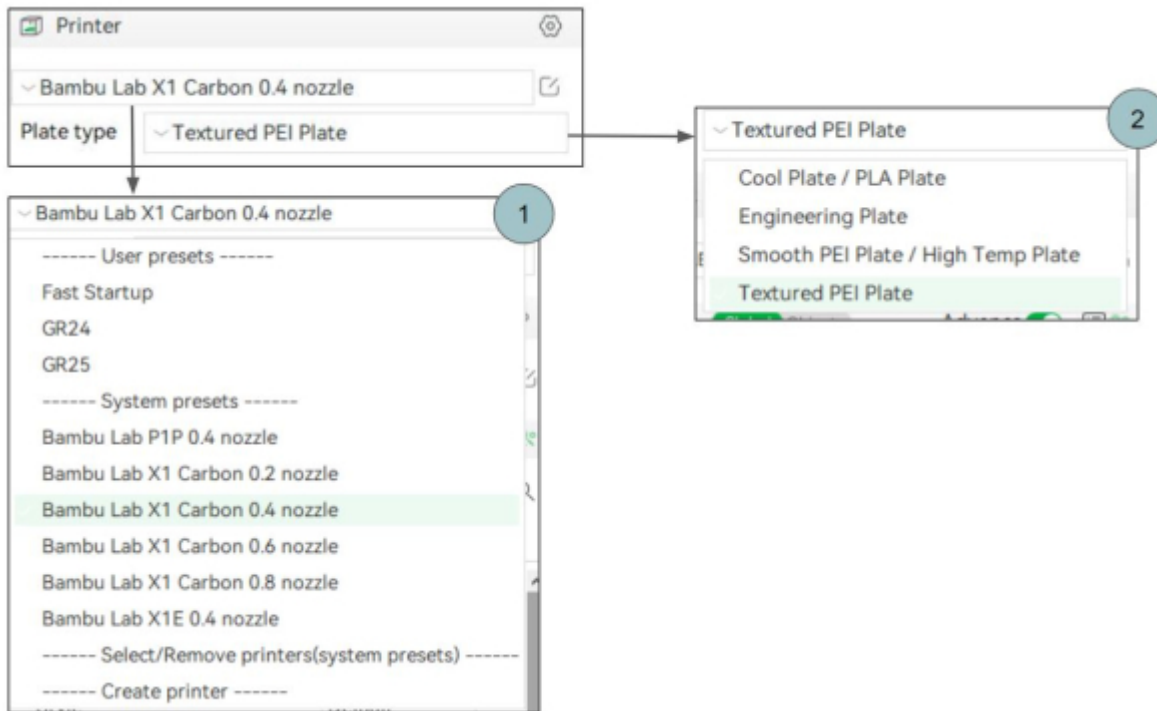 Printer
Bambu Lab X1 Carbon 0.4 nozzle
Plate type
Textured PEI Plate
Bambu Lab X1 Carbon 0.4 nozzle
1
------ User presets ------
Fast Startup
GR24
GR25
------ System presets ------
Bambu Lab P1P 0.4 nozzle
Bambu Lab X1 Carbon 0.2 nozzle
Bambu Lab X1 Carbon 0.4 nozzle
Bambu Lab X1 Carbon 0.6 nozzle
Bambu Lab X1 Carbon 0.8 nozzle
Bambu Lab X1E 0.4 nozzle
------ Select/Remove printers(system presets) ------
------ Create printer ------
Textured PEI Plate
2
Cool Plate / PLA Plate
Engineering Plate
Smooth PEI Plate / High Temp Plate
Textured PEI Plate